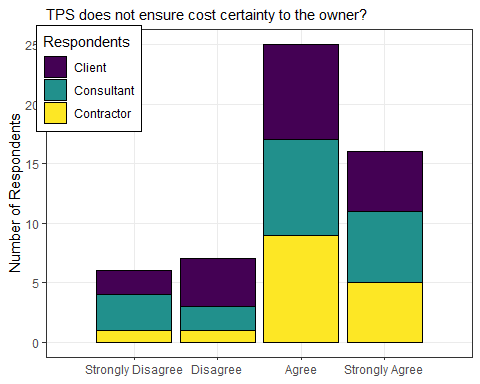 TPS does not ensure cost certainty to the owner?
Respondents
Client
Consultant
Contractor
Number of Respondents
25
20
15
10
5
0
Strongly Disagree
Disagree
Agree
Strongly Agree